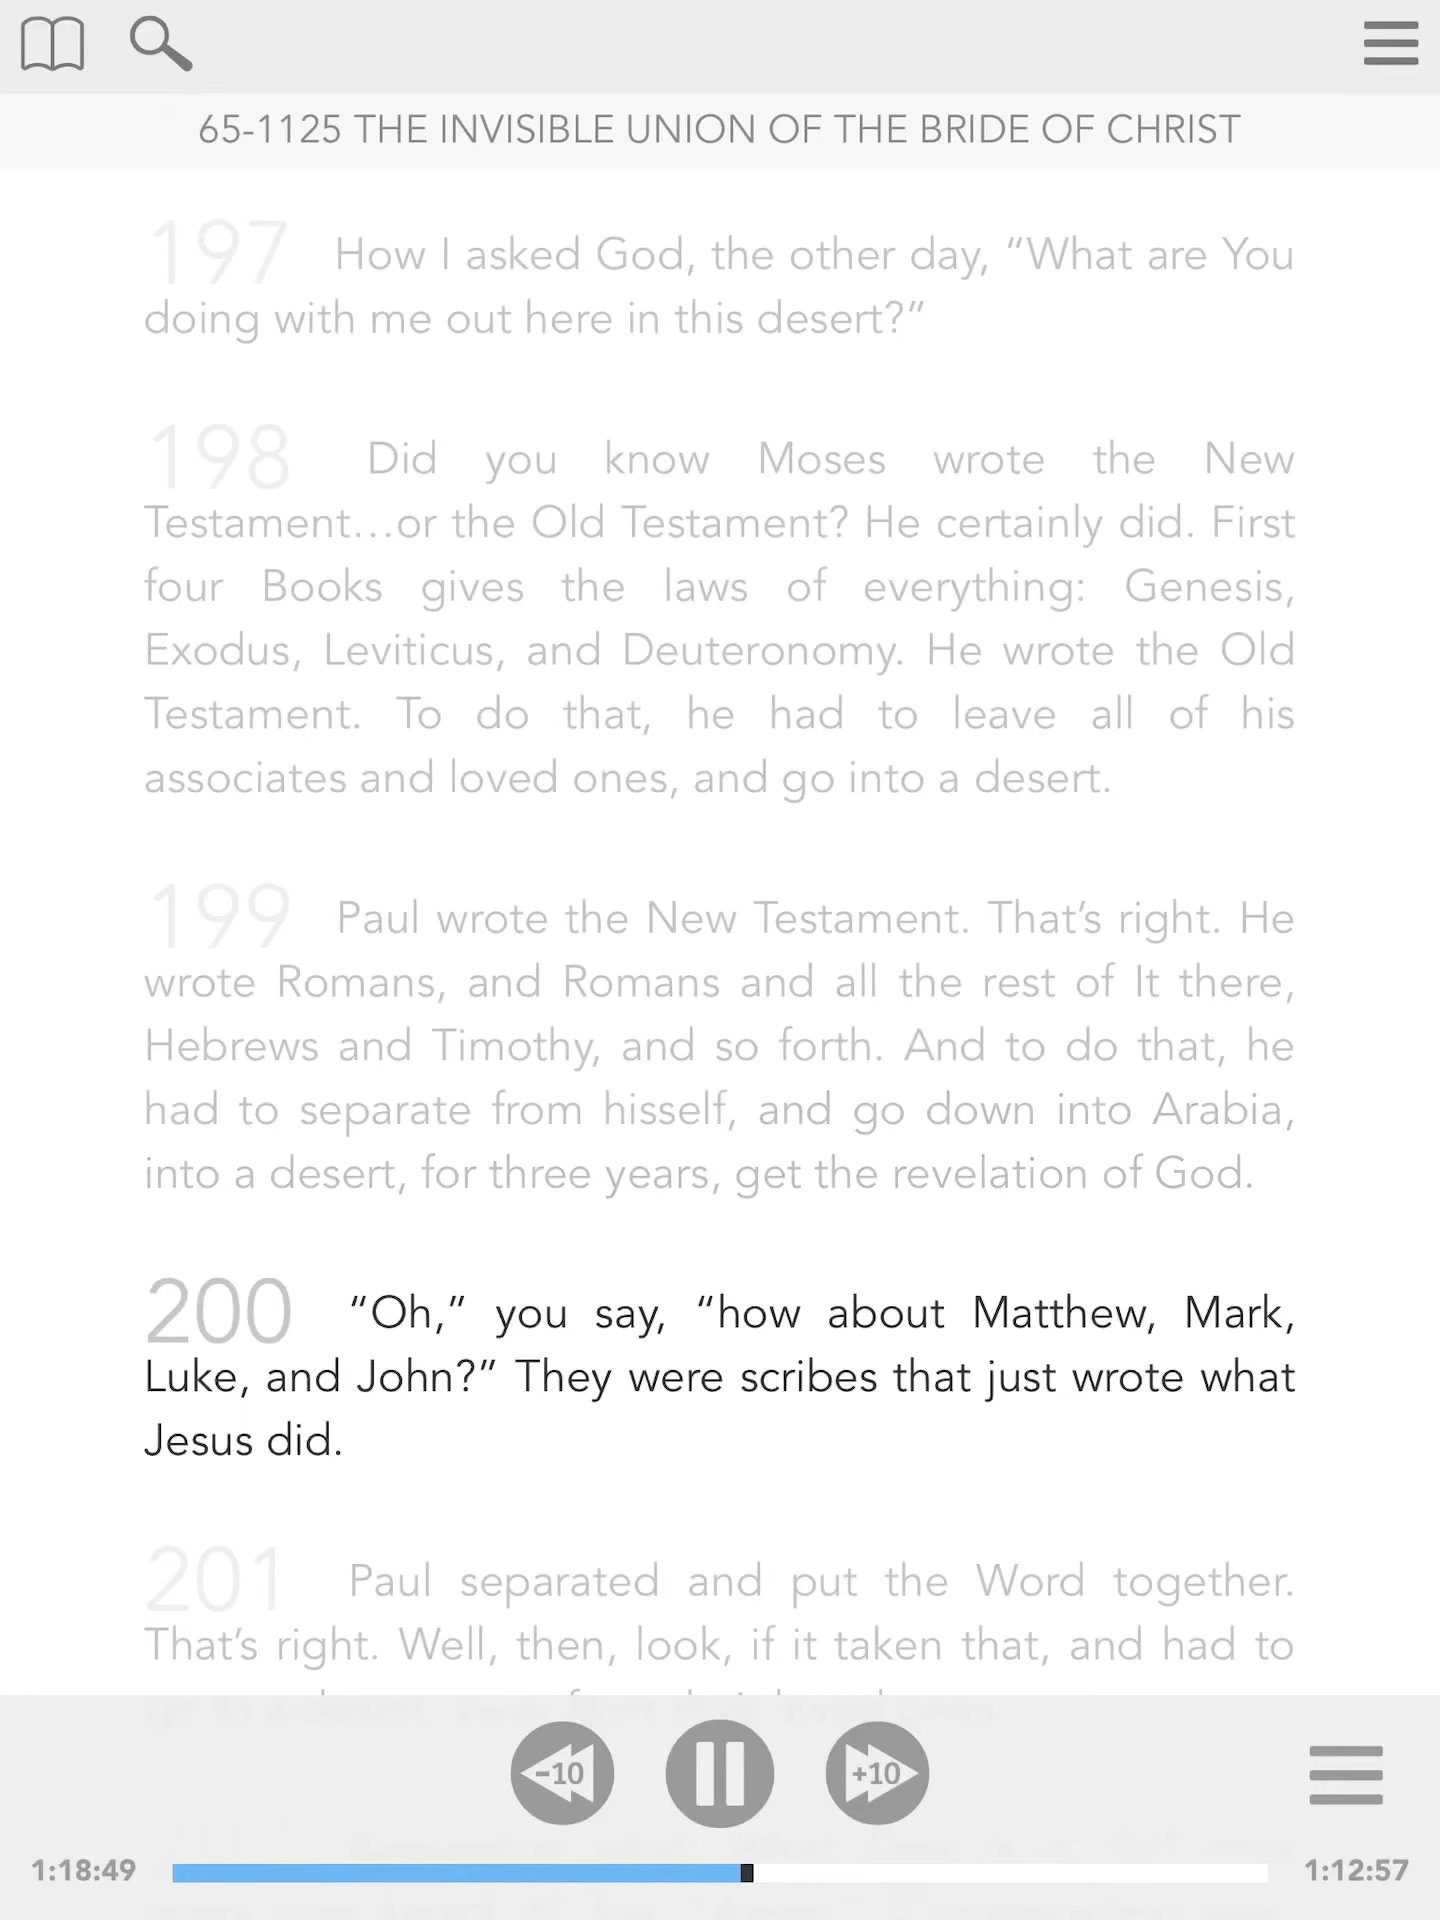 65-1125 THE INVISIBLE UNION OF THE BRIDE OF CHRIST
197 How I asked God, the other day, “What are You
doing with me out here in this desert?”
198 Did you know Moses wrote the New
Testament…or the Old Testament? He certainly did. First
four Books gives the laws of everything: Genesis,
Exodus, Leviticus, and Deuteronomy. He wrote the Old
Testament. To do that, he had to leave all of his
associates and loved ones, and go into a desert.
199 Paul wrote the New Testament. That’s right. He
wrote Romans, and Romans and all the rest of It there,
Hebrews and Timothy, and so forth. And to do that, he
had to separate from hisself, and go down into Arabia,
into a desert, for three years, get the revelation of God.
200 “Oh,” you say, “how about Matthew, Mark,
Luke, and John?” They were scribes that just wrote what
Jesus did.
201 Paul separated and put the Word together.
That’s right. Well, then, look, if it taken that, and had to
-10 +10
1:18:49 1:12:57